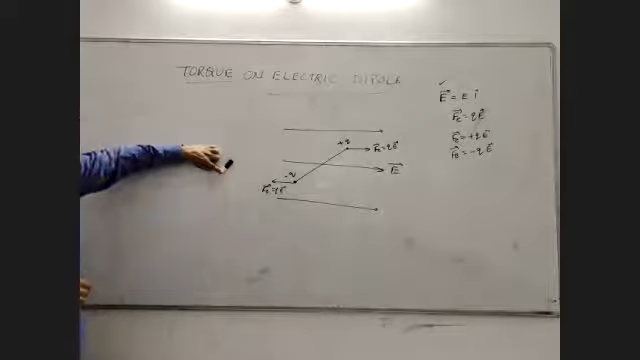 TORQUE ON ELECTRIC DIPOLE
E⃗ = E î
F⃗ = qE⃗
F⃗ = +qE⃗
F⃗ = -qE⃗
+q
F⃗ = qE⃗
E⃗
-q
F⃗ = qE⃗